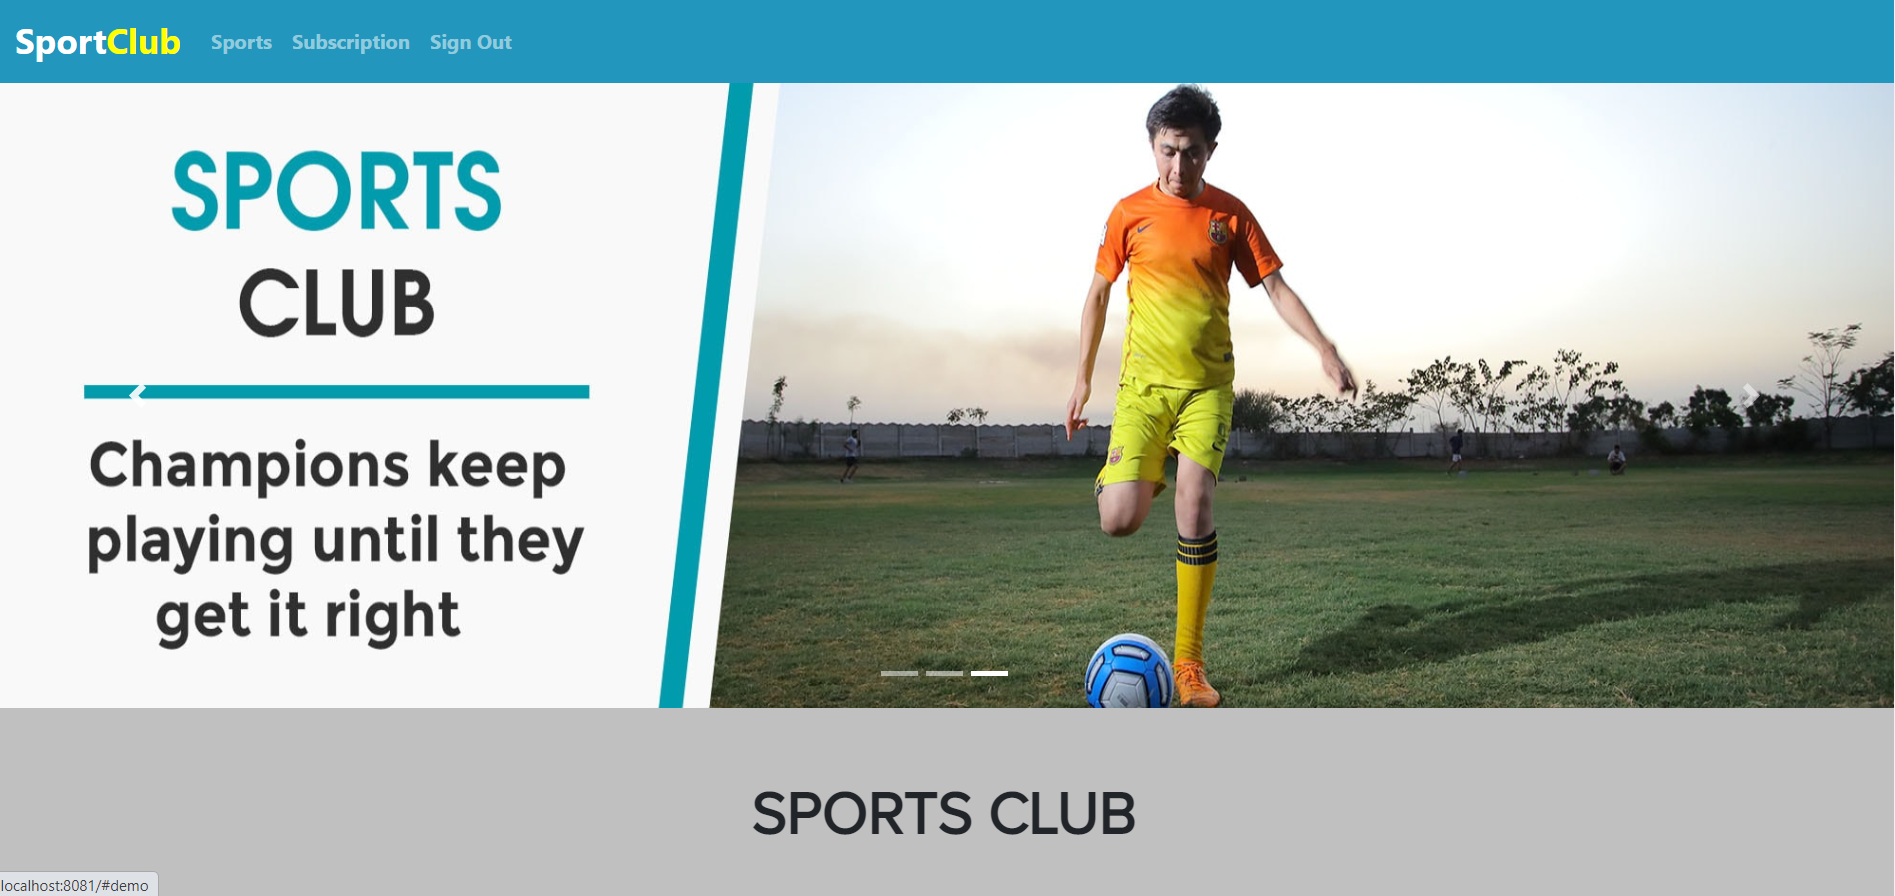 SportClub Sports Subscription Sign Out
SPORTS
CLUB
Champions keep
playing until they
get it right
SPORTS CLUB
localhost:8081/#demo